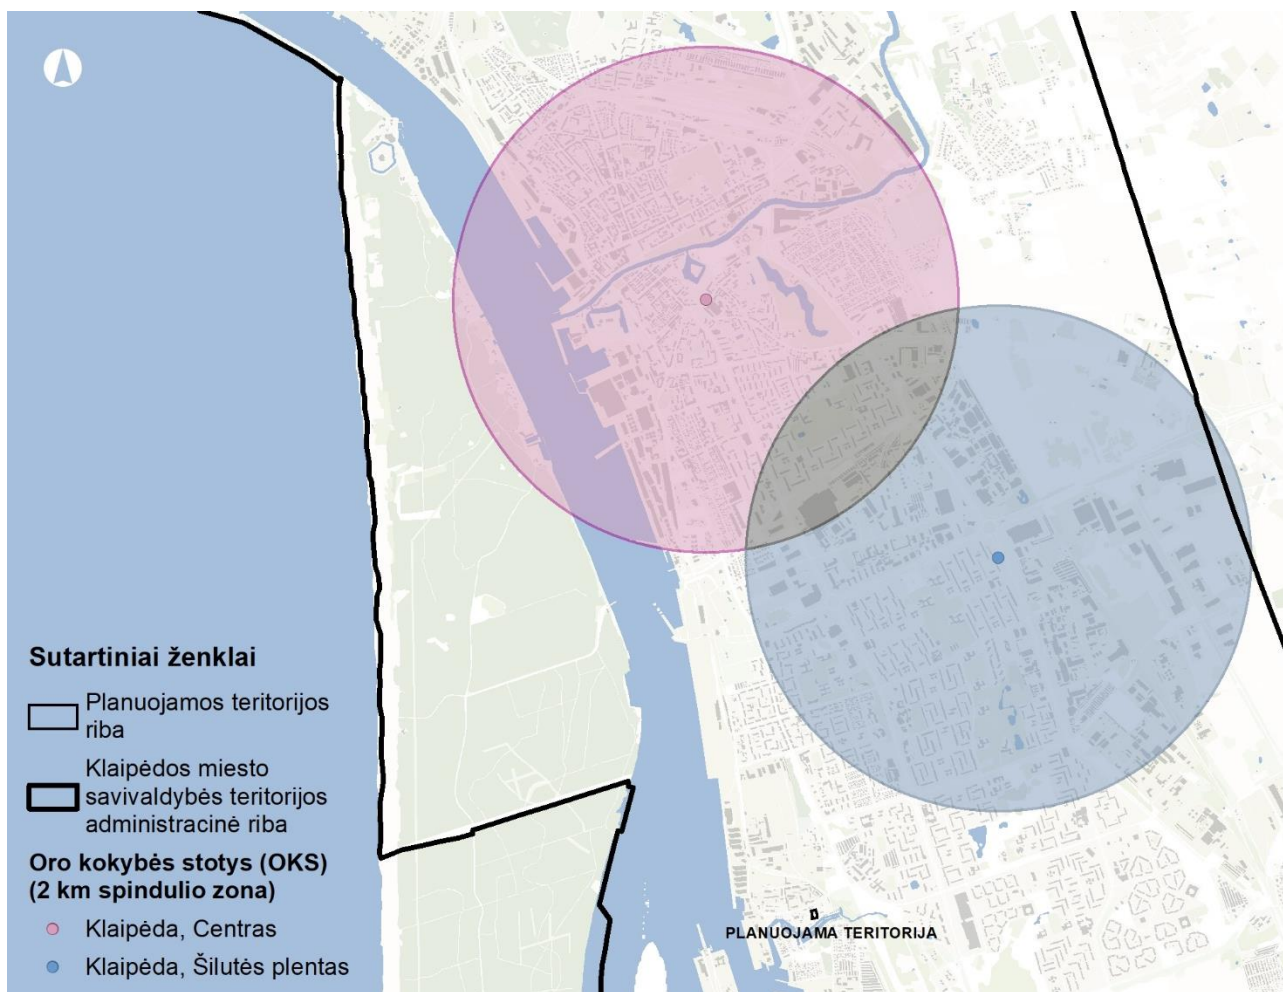 Sutartiniai ženklai
Planuojamos teritorijos
riba
Klaipėdos miesto
savivaldybės teritorijos
administracinė riba
Oro kokybės stotys (OKS)
(2 km spindulio zona)
Klaipėda, Centras
Klaipėda, Šilutės plentas
PLANUOJAMA TERITORIJA